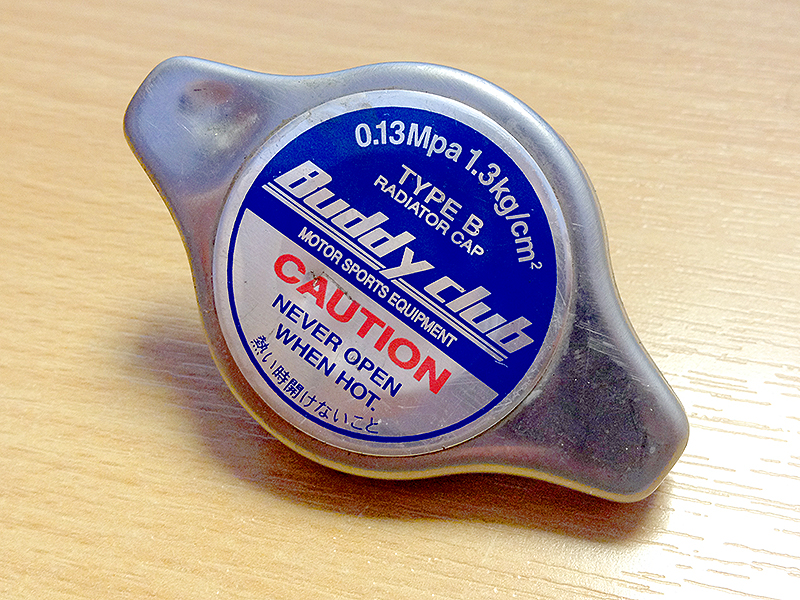 0.13Mpa 1.3kg/cm²
TYPE B
RADIATOR CAP
Buddy club
MOTOR SPORTS EQUIPMENT
CAUTION
NEVER OPEN
WHEN HOT.
熱い時開けないこと